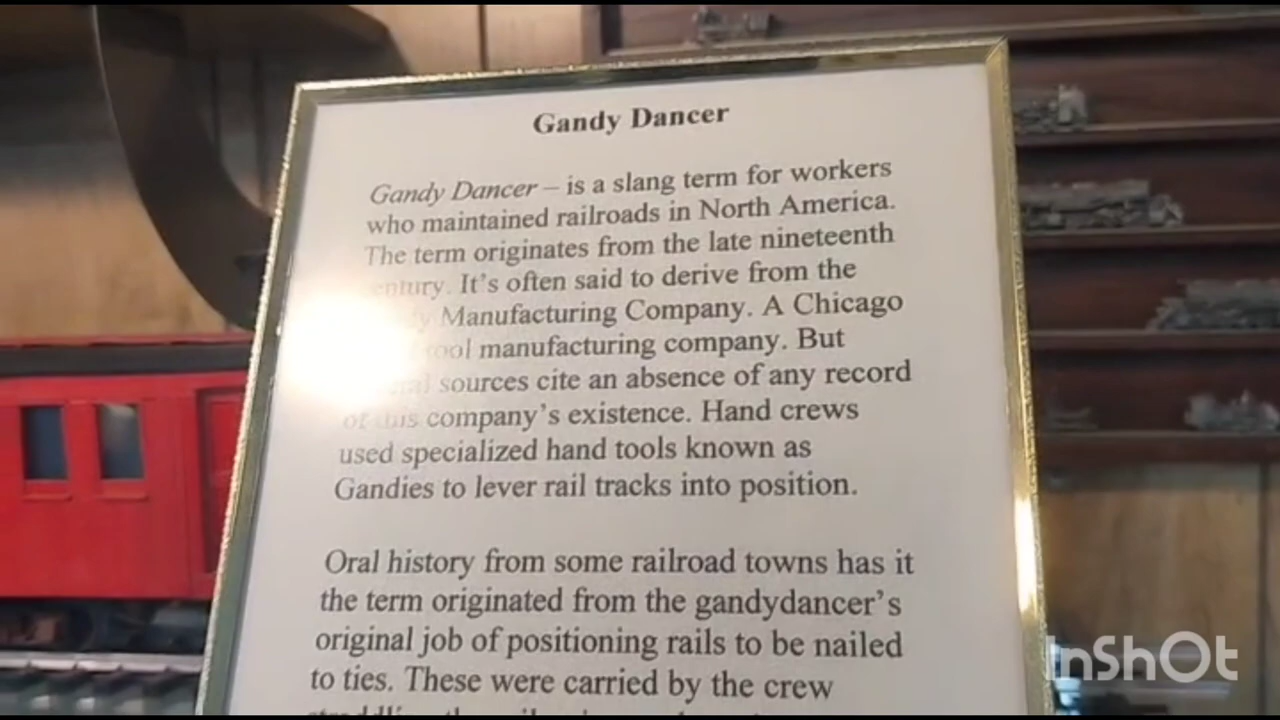 Gandy Dancer
Gandy Dancer – is a slang term for workers
who maintained railroads in North America.
The term originates from the late nineteenth
century. It's often said to derive from the
Manufacturing Company. A Chicago
tool manufacturing company. But
sources cite an absence of any record
of this company's existence. Hand crews
used specialized hand tools known as
Gandies to lever rail tracks into position.
Oral history from some railroad towns has it
the term originated from the gandydancer's
original job of positioning rails to be nailed
to ties. These were carried by the crew
InShOt